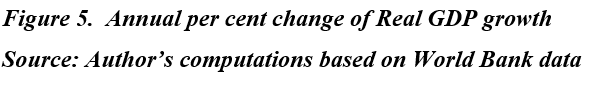 Figure 5.  Annual per cent change of Real GDP growth
Source: Author’s computations based on World Bank data